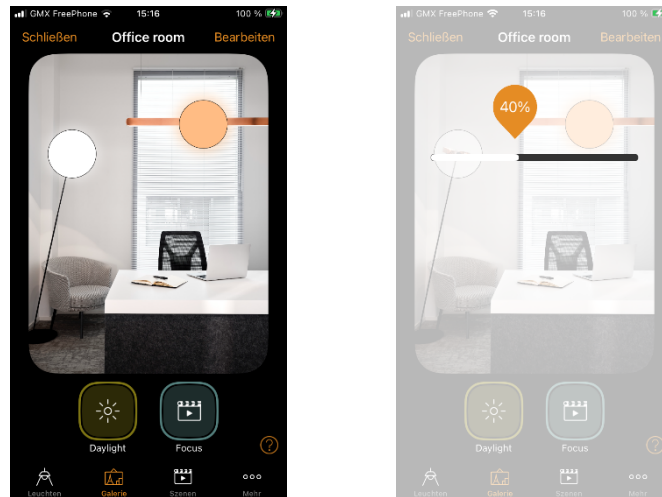 GMX FreePhone 15:16 100 %
Schließen Office room Bearbeiten
Daylight Focus
?
Leuchten Galerie Szenen Mehr
GMX FreePhone 15:16 100 %
Schließen Office room Bearbeiten
40%
Daylight Focus
?
Leuchten Galerie Szenen Mehr